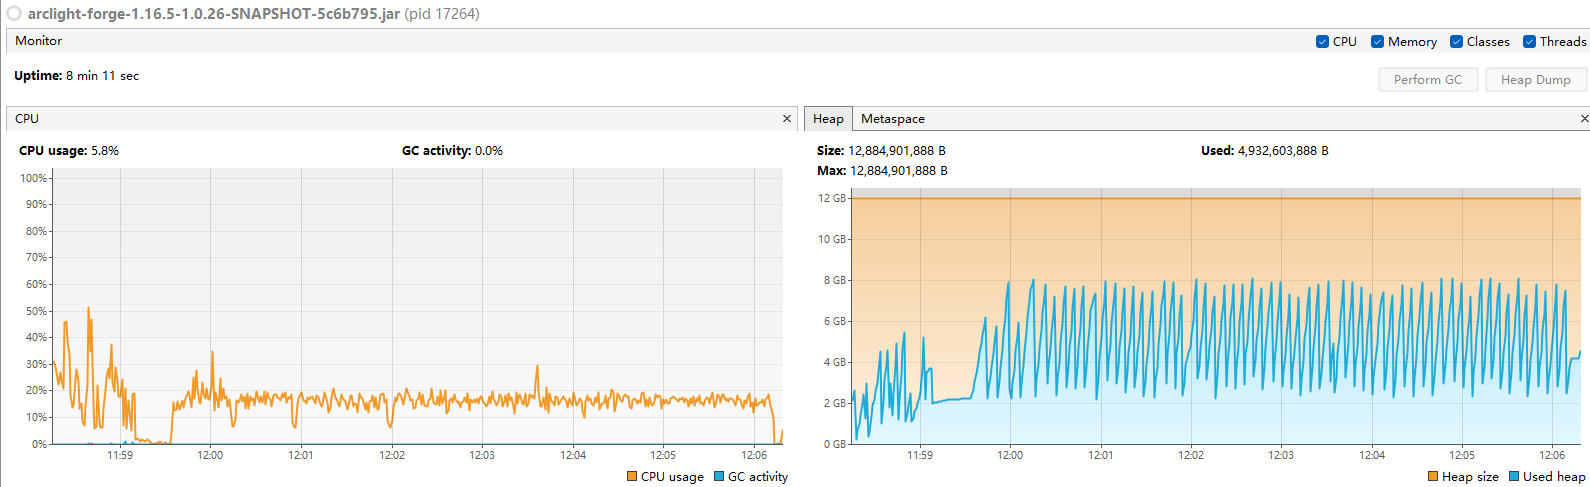 arclight-forge-1.16.5-1.0.26-SNAPSHOT-5c6b795.jar (pid 17264)
Monitor
CPU Memory Classes Threads
Uptime: 8 min 11 sec
Perform GC Heap Dump
CPU
CPU usage: 5.8% GC activity: 0.0%
100%
90%
80%
70%
60%
50%
40%
30%
20%
10%
0%
11:59 12:00 12:01 12:02 12:03 12:04 12:05 12:06
CPU usage GC activity
Heap Metaspace
Size: 12,884,901,888 B Used: 4,932,603,888 B
Max: 12,884,901,888 B
12 GB
10 GB
8 GB
6 GB
4 GB
2 GB
0 GB
11:59 12:00 12:01 12:02 12:03 12:04 12:05 12:06
Heap size Used heap